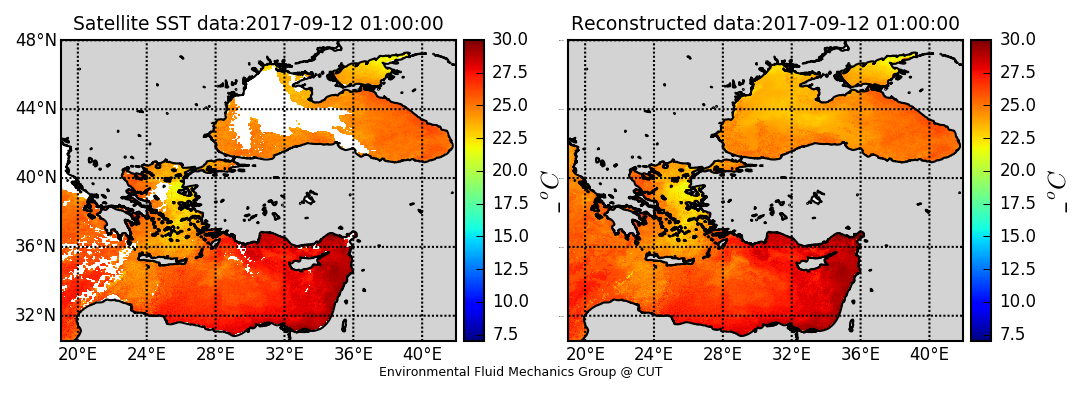 Satellite SST data:2017-09-12 01:00:00
48°N
44°N
40°N
36°N
32°N
20°E 24°E 28°E 32°E 36°E 40°E
30.0
27.5
25.0
22.5
20.0
17.5
15.0
12.5
10.0
7.5
_ °C
Reconstructed data:2017-09-12 01:00:00
20°E 24°E 28°E 32°E 36°E 40°E
30.0
27.5
25.0
22.5
20.0
17.5
15.0
12.5
10.0
7.5
_ °C
Environmental Fluid Mechanics Group @ CUT